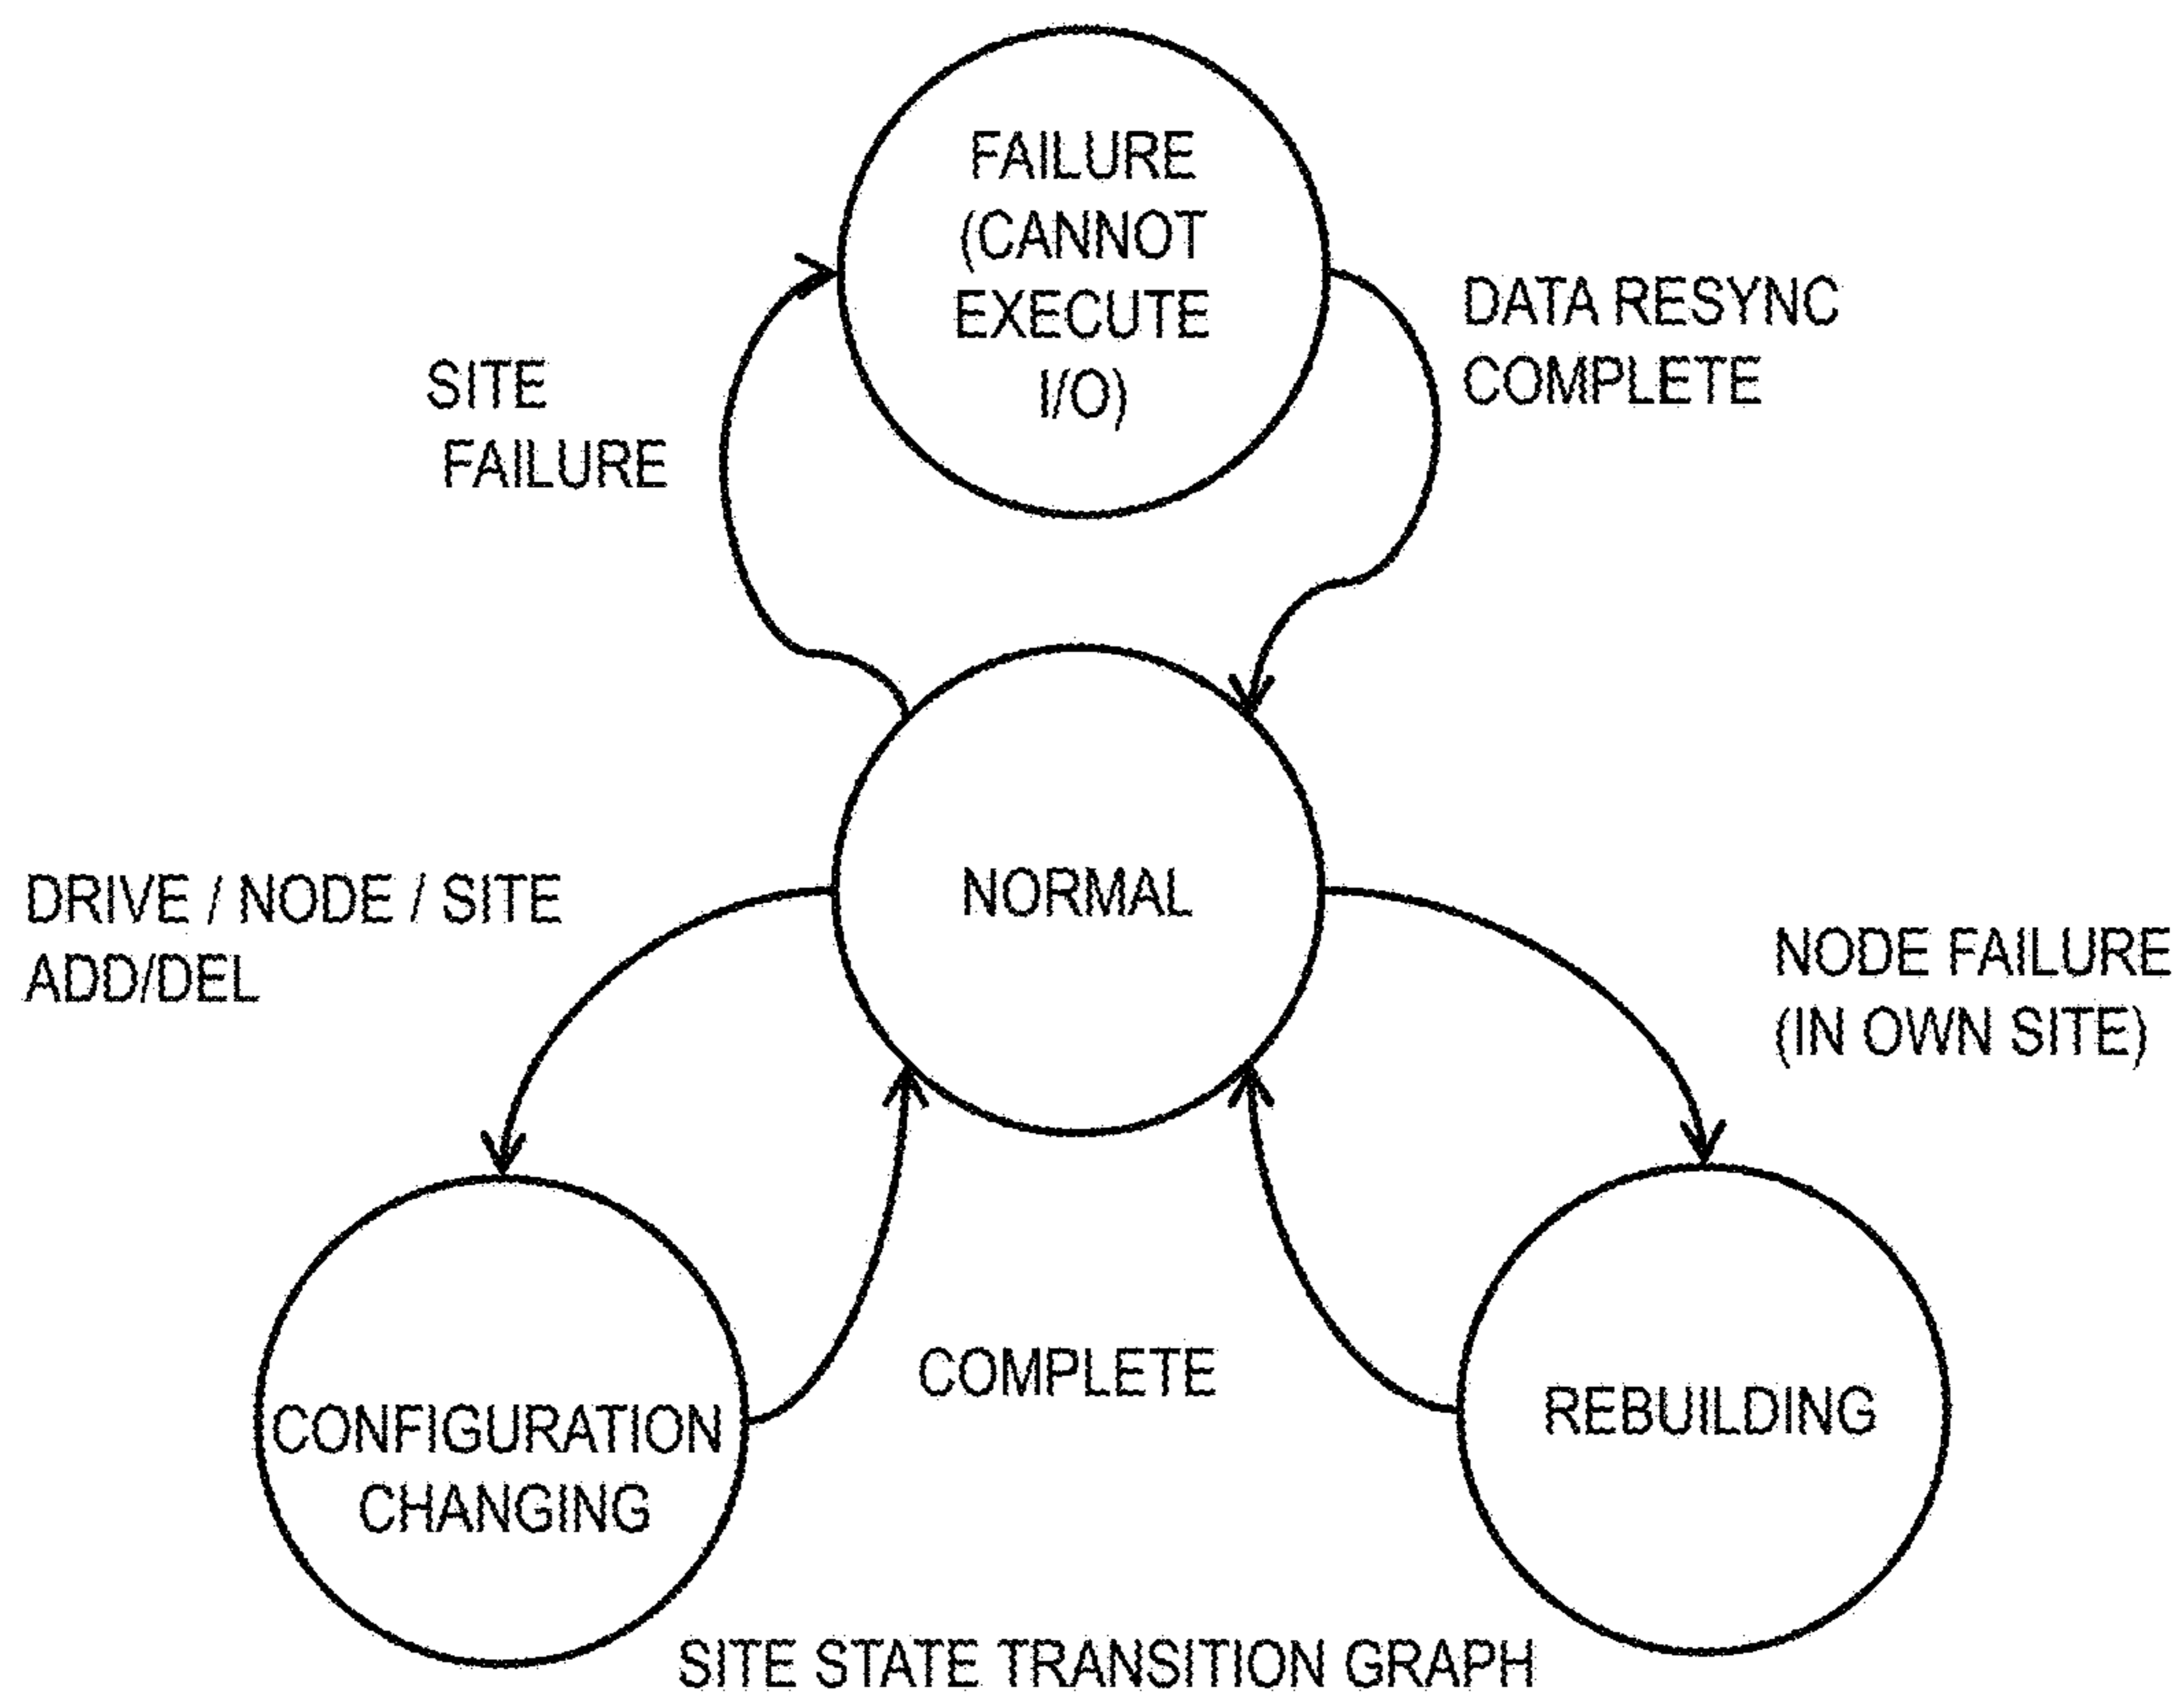 FAILURE
(CANNOT
EXECUTE
I/O)
DATA RESYNC
COMPLETE
SITE
FAILURE
NORMAL
DRIVE / NODE / SITE
ADD/DEL
NODE FAILURE
(IN OWN SITE)
COMPLETE
CONFIGURATION
CHANGING
REBUILDING
SITE STATE TRANSITION GRAPH